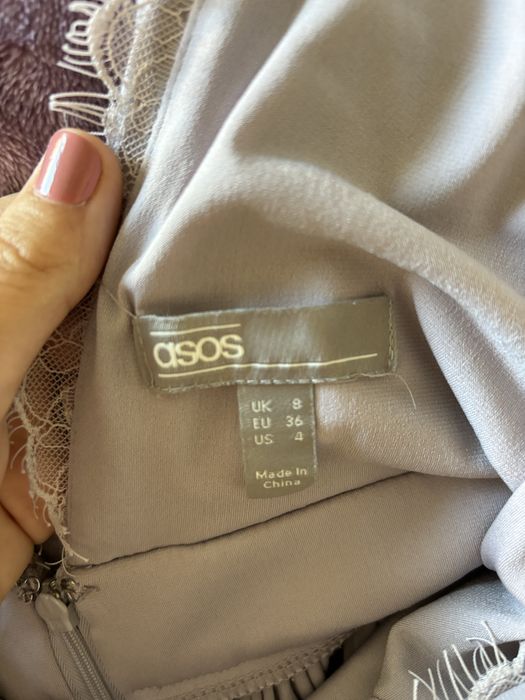 asos
UK 8
EU 36
US 4
Made In
China